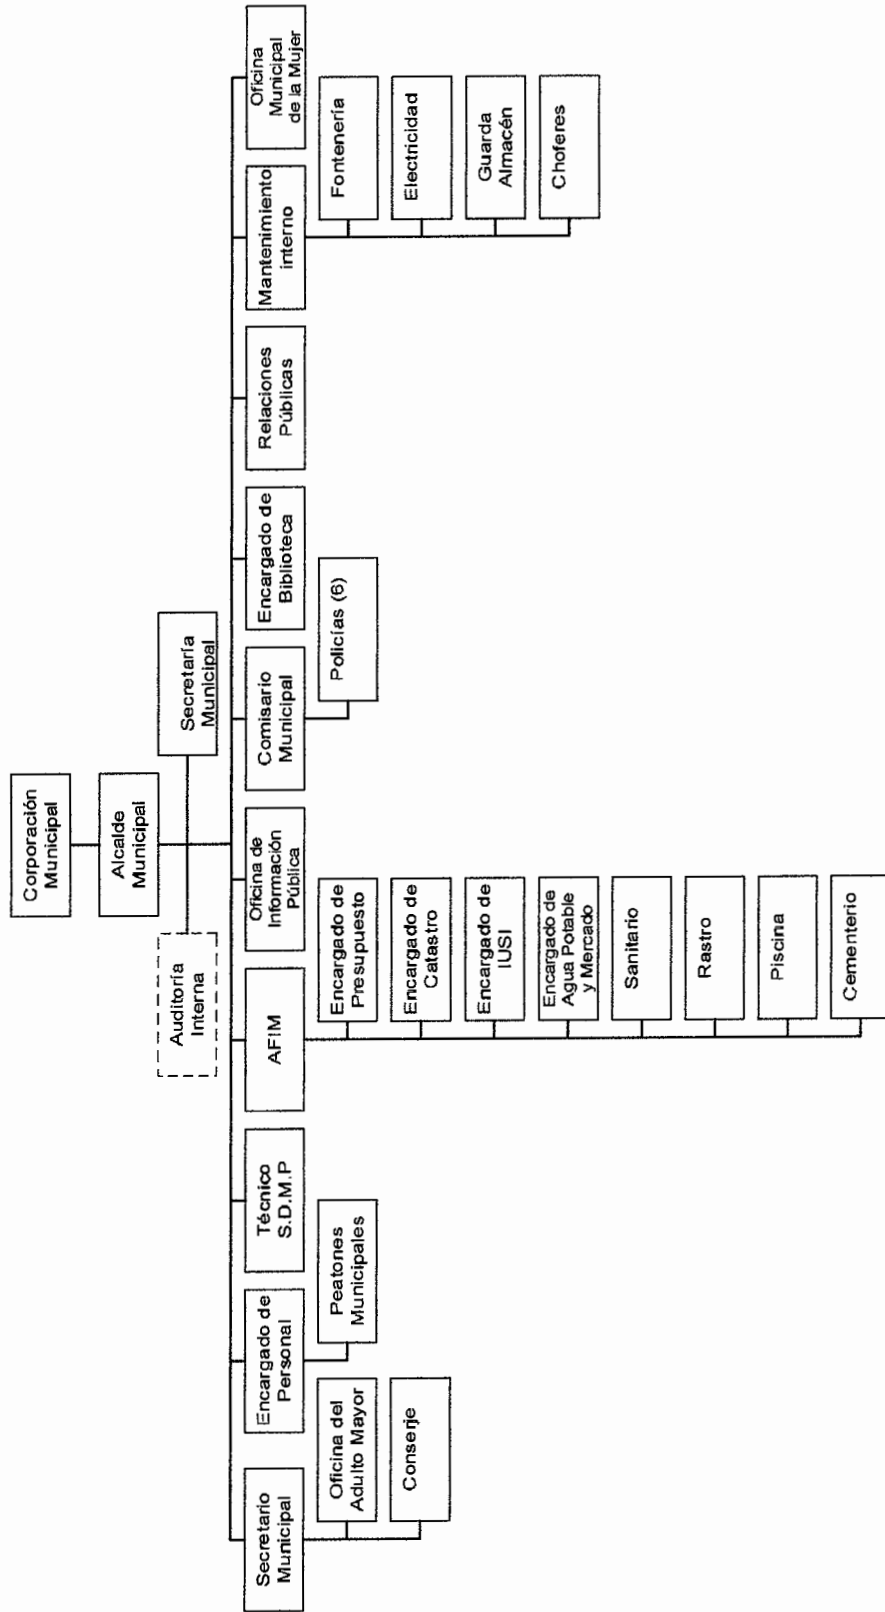 Corporación
Municipal
Alcalde
Municipal
Auditoría
Interna
Secretaría
Municipal
Secretario
Municipal
Oficina del
Adulto Mayor
Conserje
Encargado de
Personal
Peatones
Municipales
Técnico
S.D.M.P
AFIM
Encargado de
Presupuesto
Encargado de
Catastro
Encargado de
IUSI
Encargado de
Agua Potable
y Mercado
Sanitario
Rastro
Piscina
Cementerio
Oficina de
Información
Pública
Comisario
Municipal
Policías (6)
Encargado de
Biblioteca
Relaciones
Públicas
Mantenimiento
interno
Fontenería
Electricidad
Guarda
Almacén
Choferes
Oficina
Municipal
de la Mujer